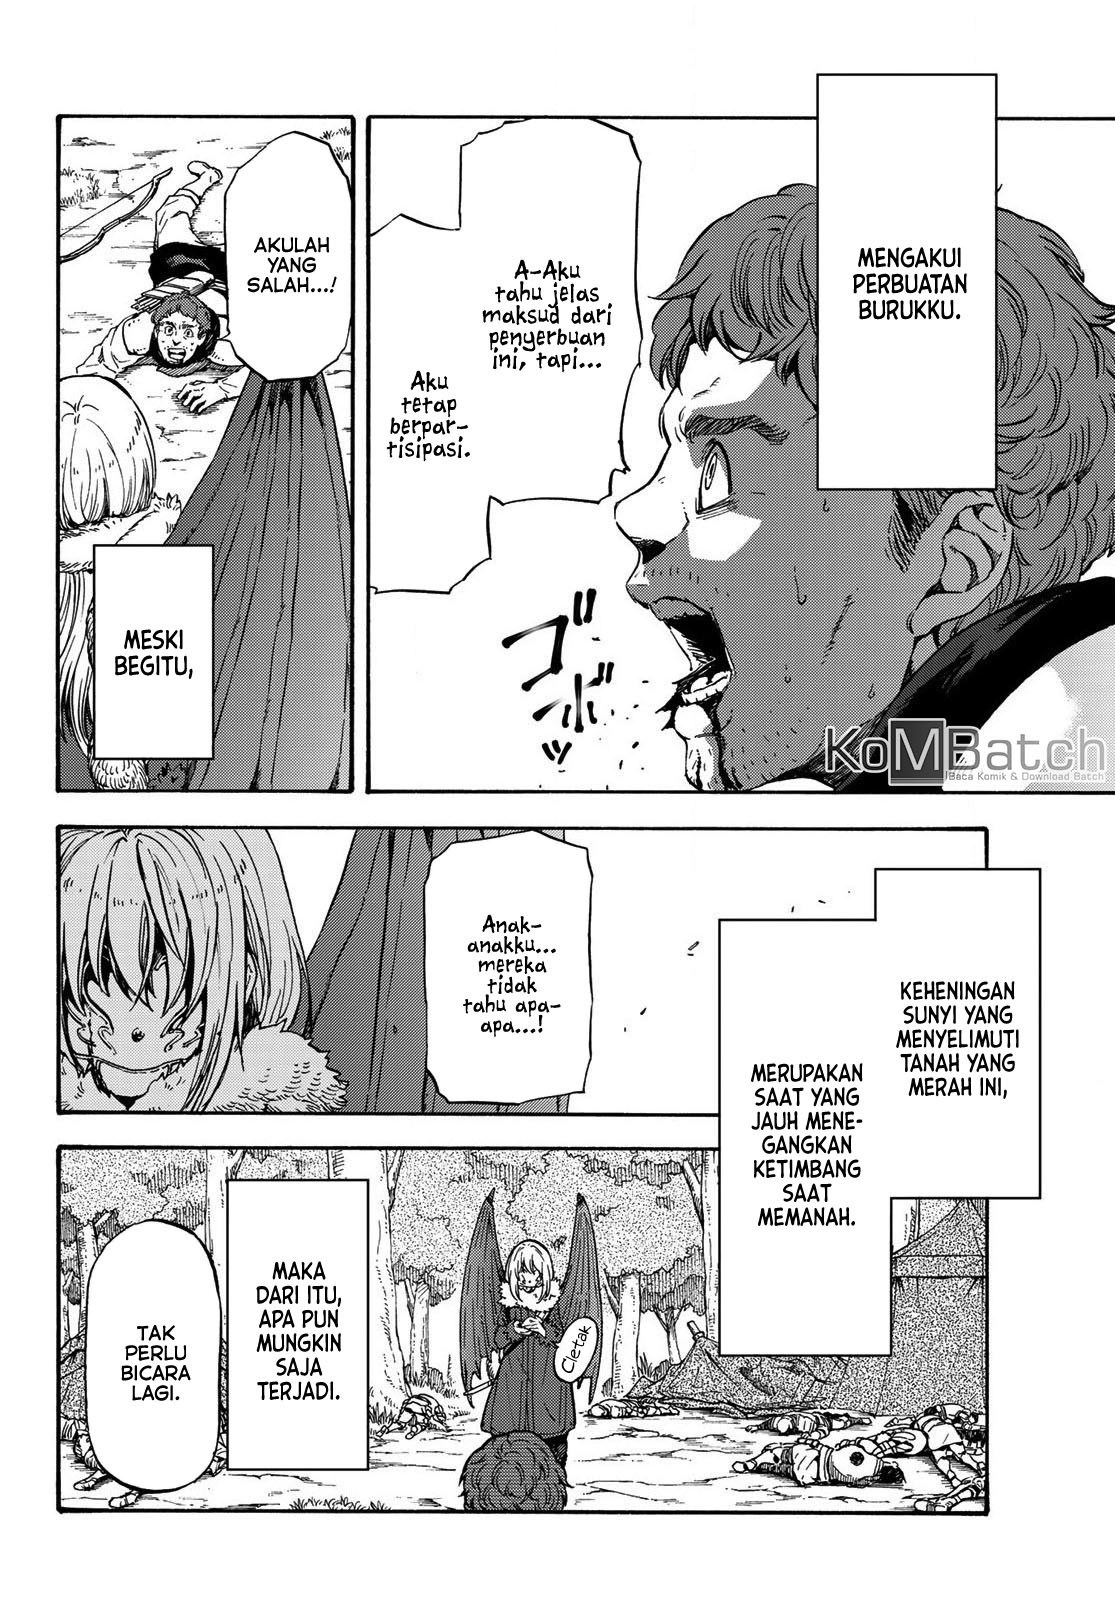 MENGAKUI
PERBUATAN
BURUKKU.
A-Aku
tahu jelas
maksud dari
penyerbuan
ini, tapi...
Aku
tetap
berpar-
tisipasi.
ゴ
ボ
ッ
KoMBatch
Baca Komik & Download Batch
AKULAH
YANG
SALAH...!
MESKI
BEGITU,
KEHENINGAN
SUNYI YANG
MENYELIMUTI
TANAH YANG
MERAH INI,
MERUPAKAN
SAAT YANG
JAUH MENE-
GANGKAN
KETIMBANG
SAAT
MEMANAH.
Anak-
anakku...
mereka
tidak
tahu apa-
apa...!
Cletak
MAKA
DARI ITU,
APA PUN
MUNGKIN
SAJA
TERJADI.
TAK
PERLU
BICARA
LAGI.